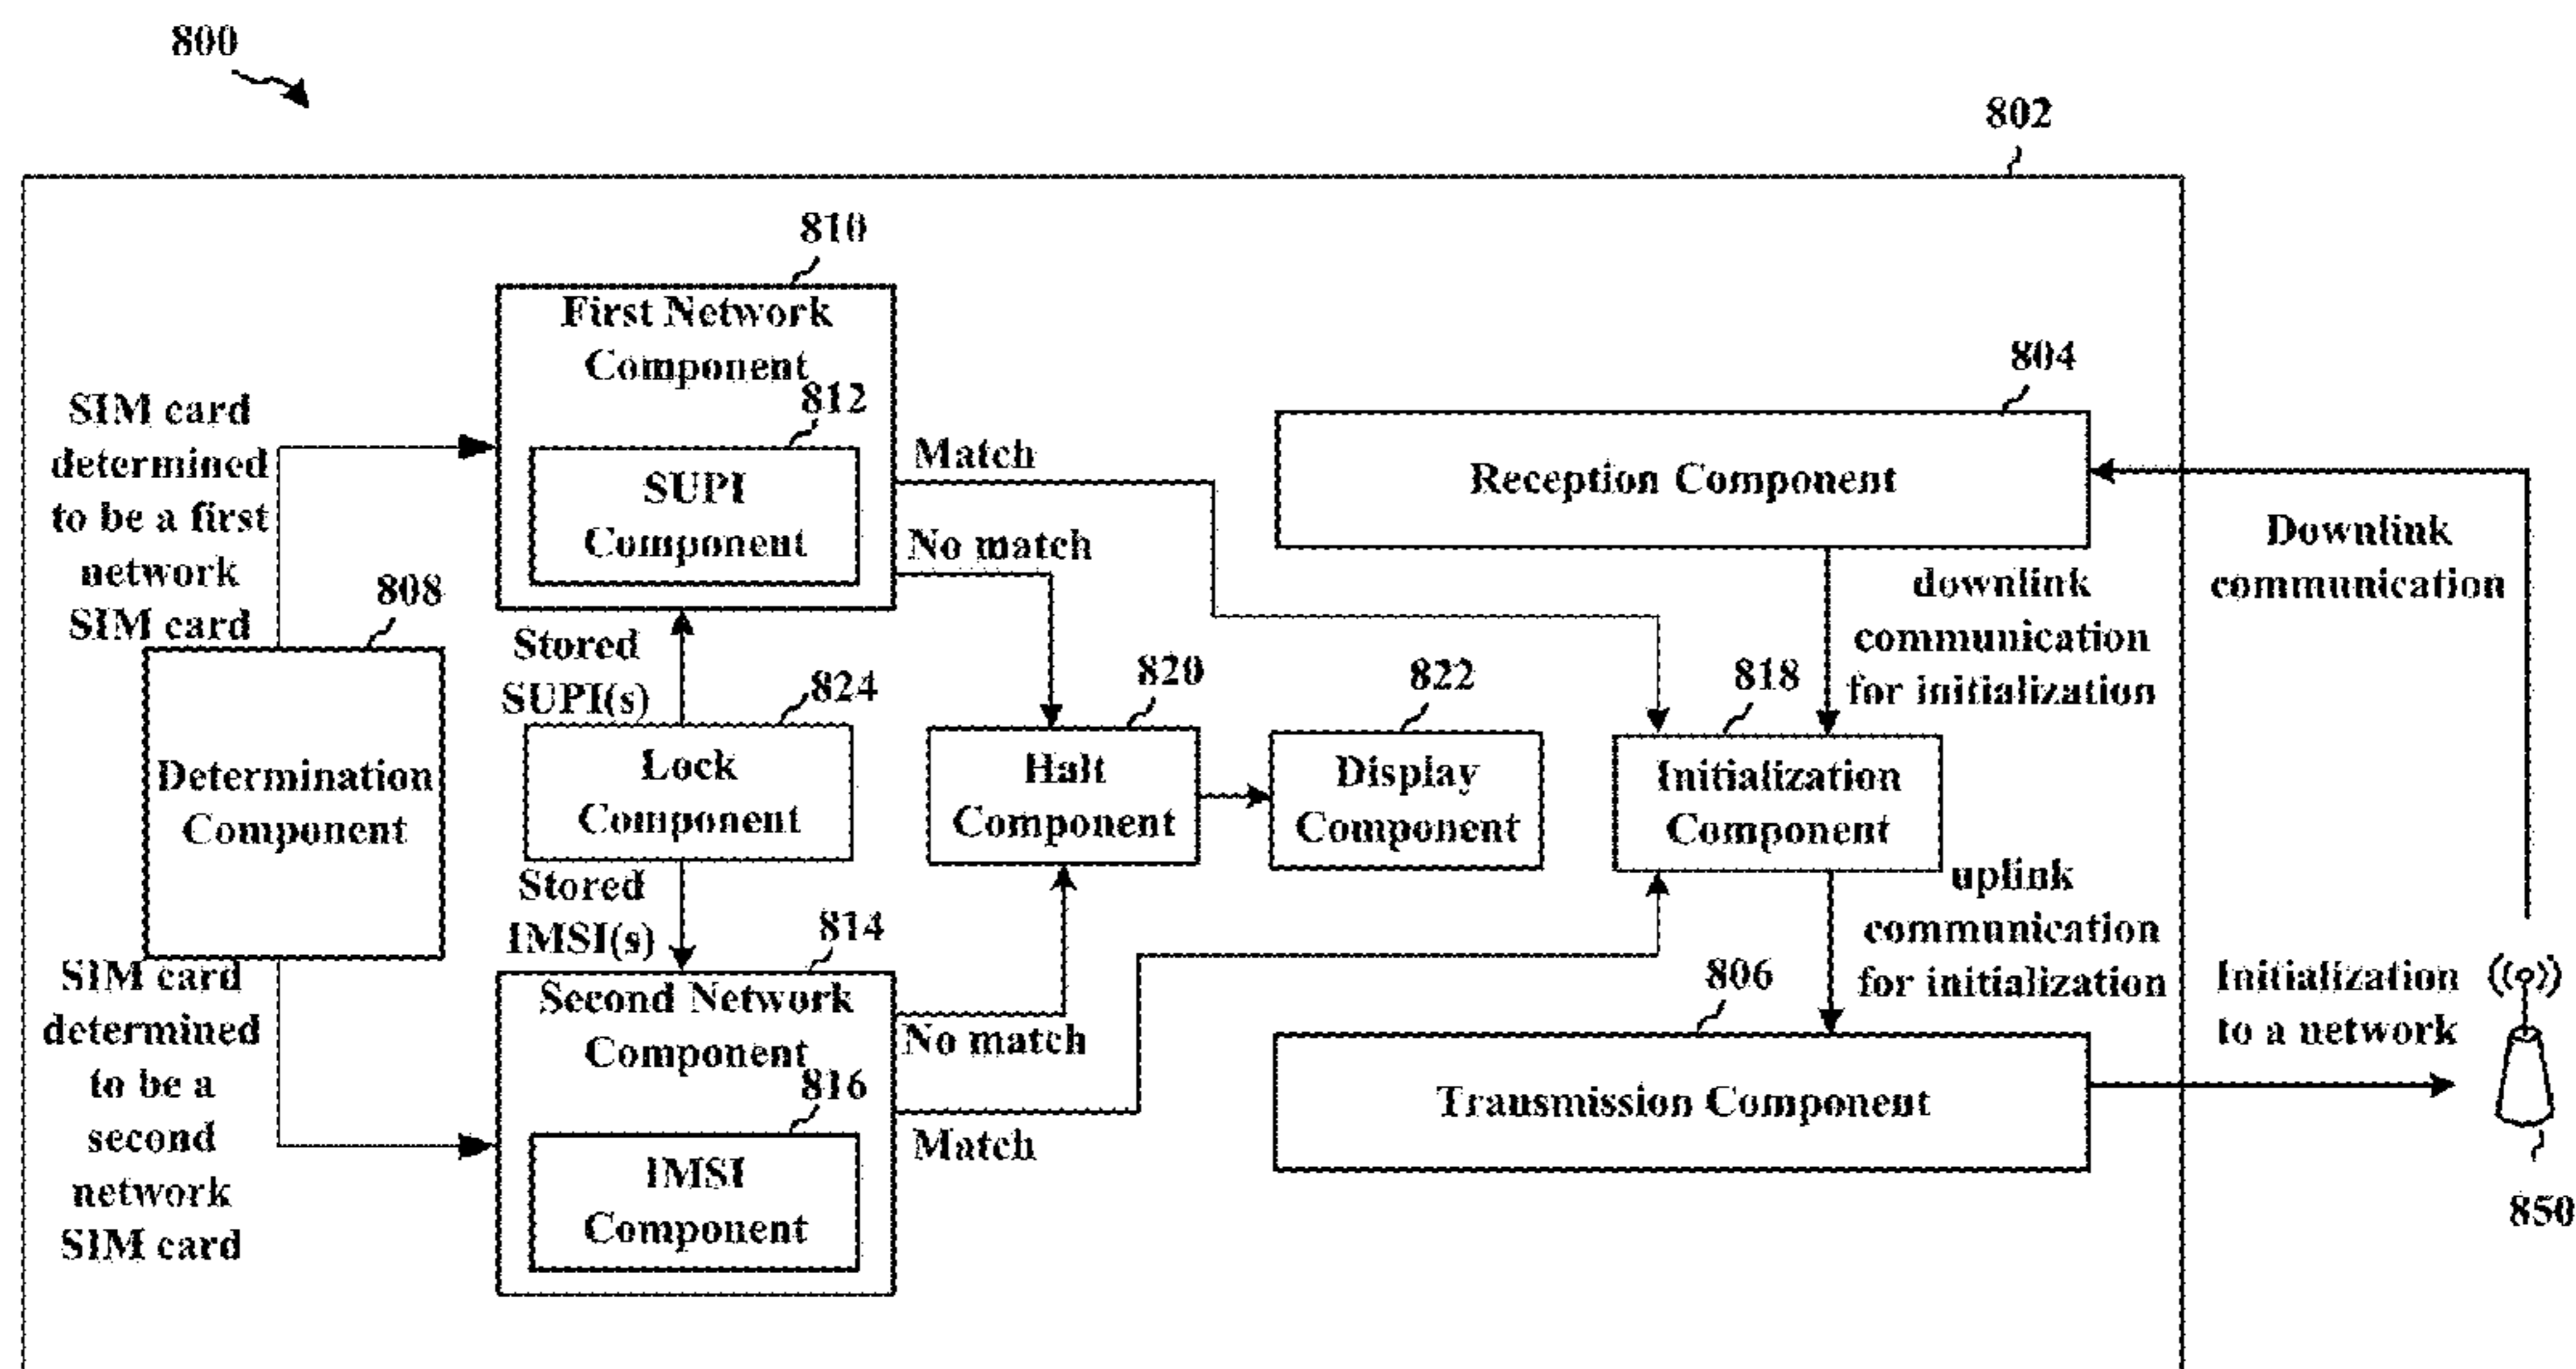 800
802
810
First Network
Component
812
SUPI
Component
SIM card
determined
to be a first
network
SIM card
808
Determination
Component
SIM card
determined
to be a
second
network
SIM card
Stored
SUPI(s)
824
Lock
Component
Stored
IMSI(s)
814
Second Network
Component
816
IMSI
Component
Match
No match
820
Halt
Component
822
Display
Component
No match
Match
804
Reception Component
downlink
communication
for initialization
818
Initialization
Component
uplink
communication
for initialization
806
Transmission Component
Downlink
communication
Initialization
to a network
850